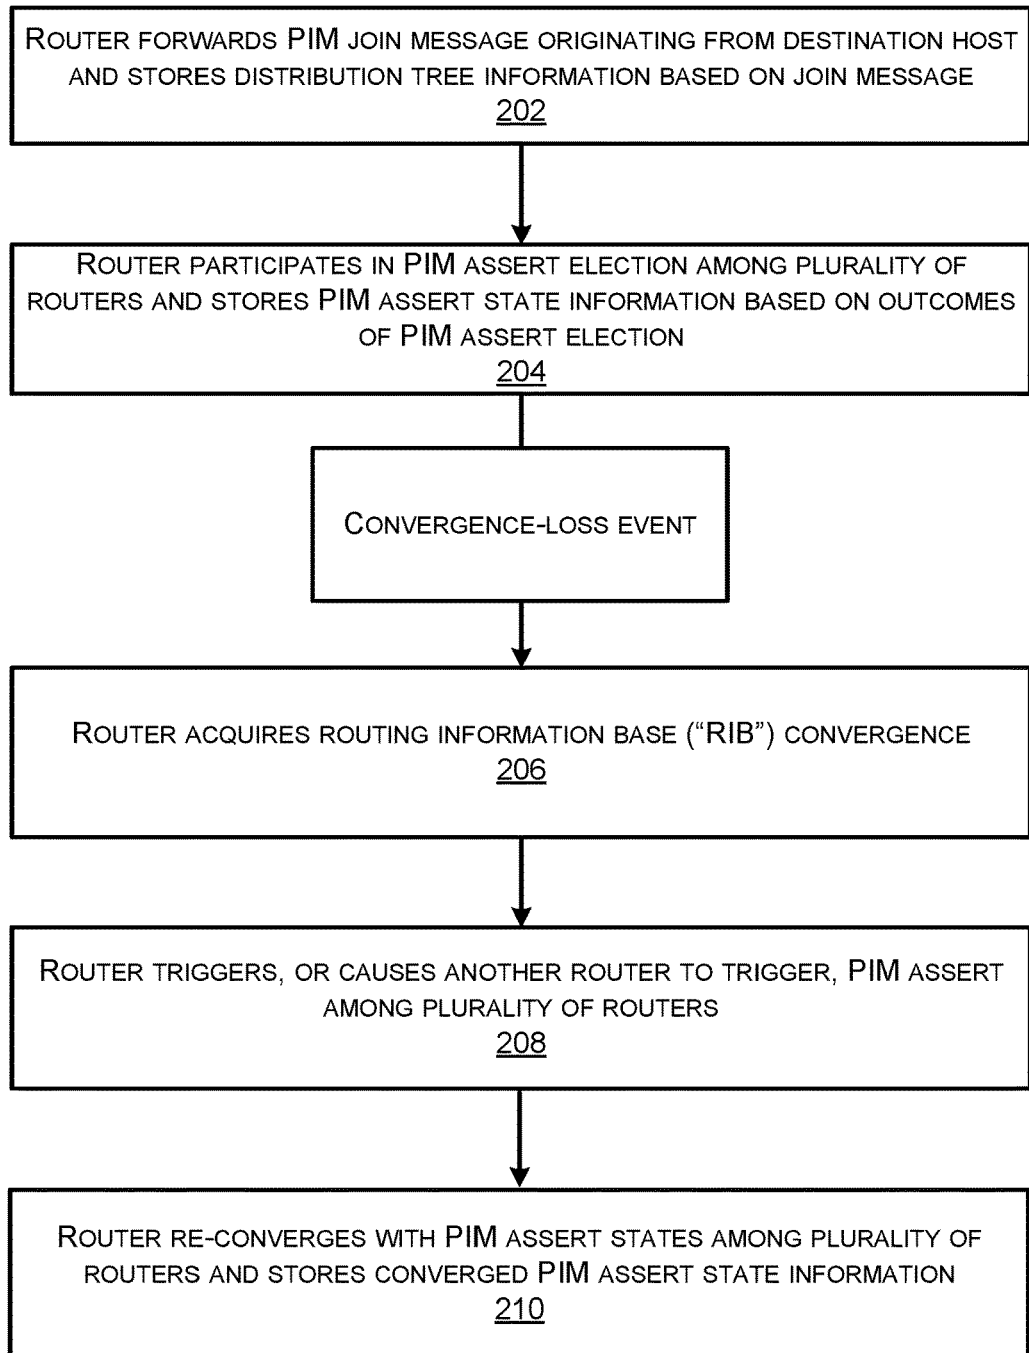 ROUTER FORWARDS PIM JOIN MESSAGE ORIGINATING FROM DESTINATION HOST
AND STORES DISTRIBUTION TREE INFORMATION BASED ON JOIN MESSAGE
202
ROUTER PARTICIPATES IN PIM ASSERT ELECTION AMONG PLURALITY OF
ROUTERS AND STORES PIM ASSERT STATE INFORMATION BASED ON OUTCOMES
OF PIM ASSERT ELECTION
204
CONVERGENCE-LOSS EVENT
ROUTER ACQUIRES ROUTING INFORMATION BASE (“RIB”) CONVERGENCE
206
ROUTER TRIGGERS, OR CAUSES ANOTHER ROUTER TO TRIGGER, PIM ASSERT
AMONG PLURALITY OF ROUTERS
208
ROUTER RE-CONVERGES WITH PIM ASSERT STATES AMONG PLURALITY OF
ROUTERS AND STORES CONVERGED PIM ASSERT STATE INFORMATION
210